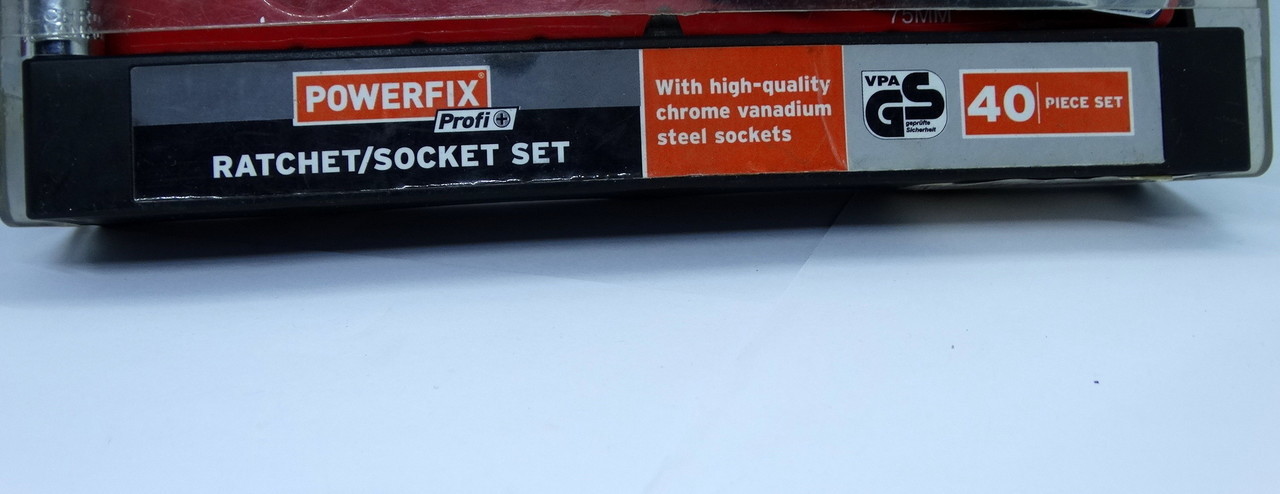 75MM
POWERFIX®
Profi+
RATCHET/SOCKET SET
With high-quality
chrome vanadium
steel sockets
VPA
GS
geprüfte
Sicherheit
40 PIECE SET